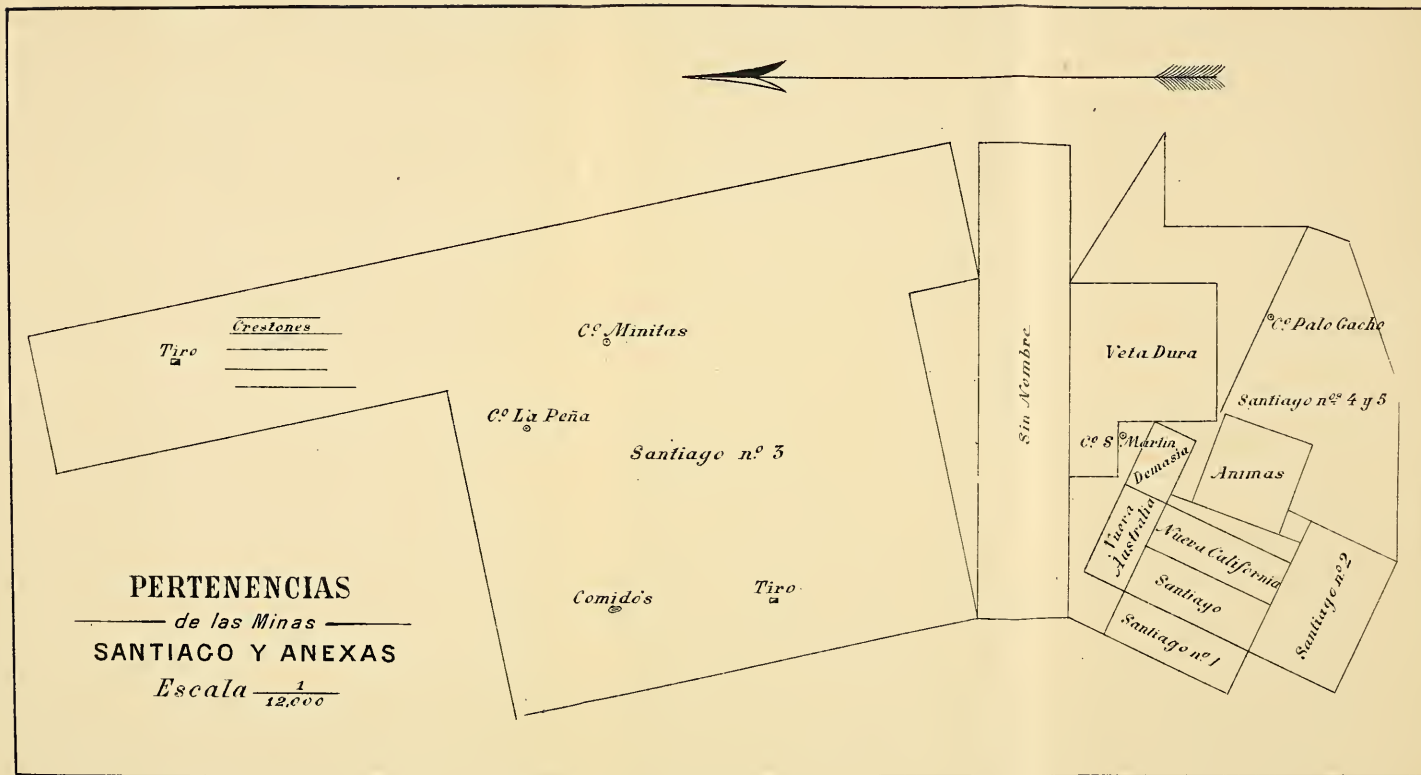 Crestones
Tiro
Cº Minitas
Cº La Peña
Santiago nº 3
Comidos
Tiro
Sin Nombre
Veta Dura
Cº Palo Gacho
Santiago nºs 4 y 5
Cº S Martin
Demasia
Animas
Nueva
Australia
Nueva California
Santiago
Santiago nº 1
Santiago nº 2
PERTENENCIAS
de las Minas
SANTIAGO Y ANEXAS
Escala 1/12,000